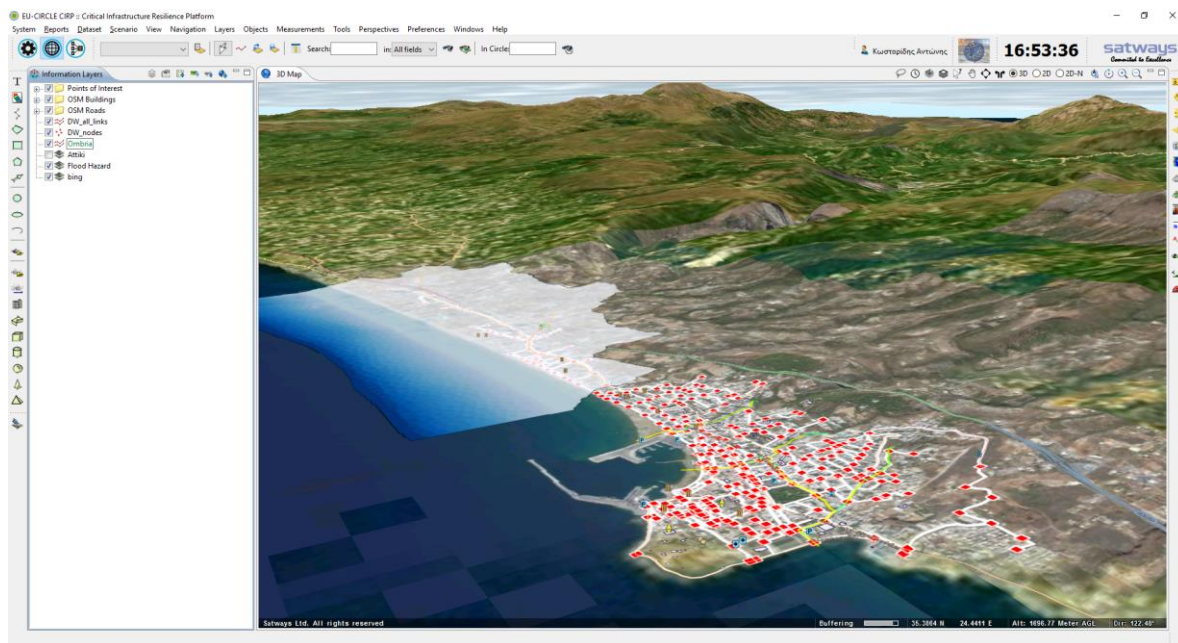 EU-CIRCLE CIRP :: Critical Infrastructure Resilience Platform
System Reports Dataset Scenario View Navigation Layers Objects Measurements Tools Perspectives Preferences Windows Help
Search: in: All fields In Circle: Κωσταρίδης Αντώνης 16:53:36 satways
Committed to Excellence
Information Layers
3D Map 3D 2D 2D-N
Points of Interest
OSM Buildings
OSM Roads
DW_all_links
DW_nodes
Ombria
Attiki
Flood Hazard
bing
T
Satways Ltd. All rights reserved Buffering 35.3864 N 24.4411 E Alt: 1696.77 Meter AGL Dir: 122.48°